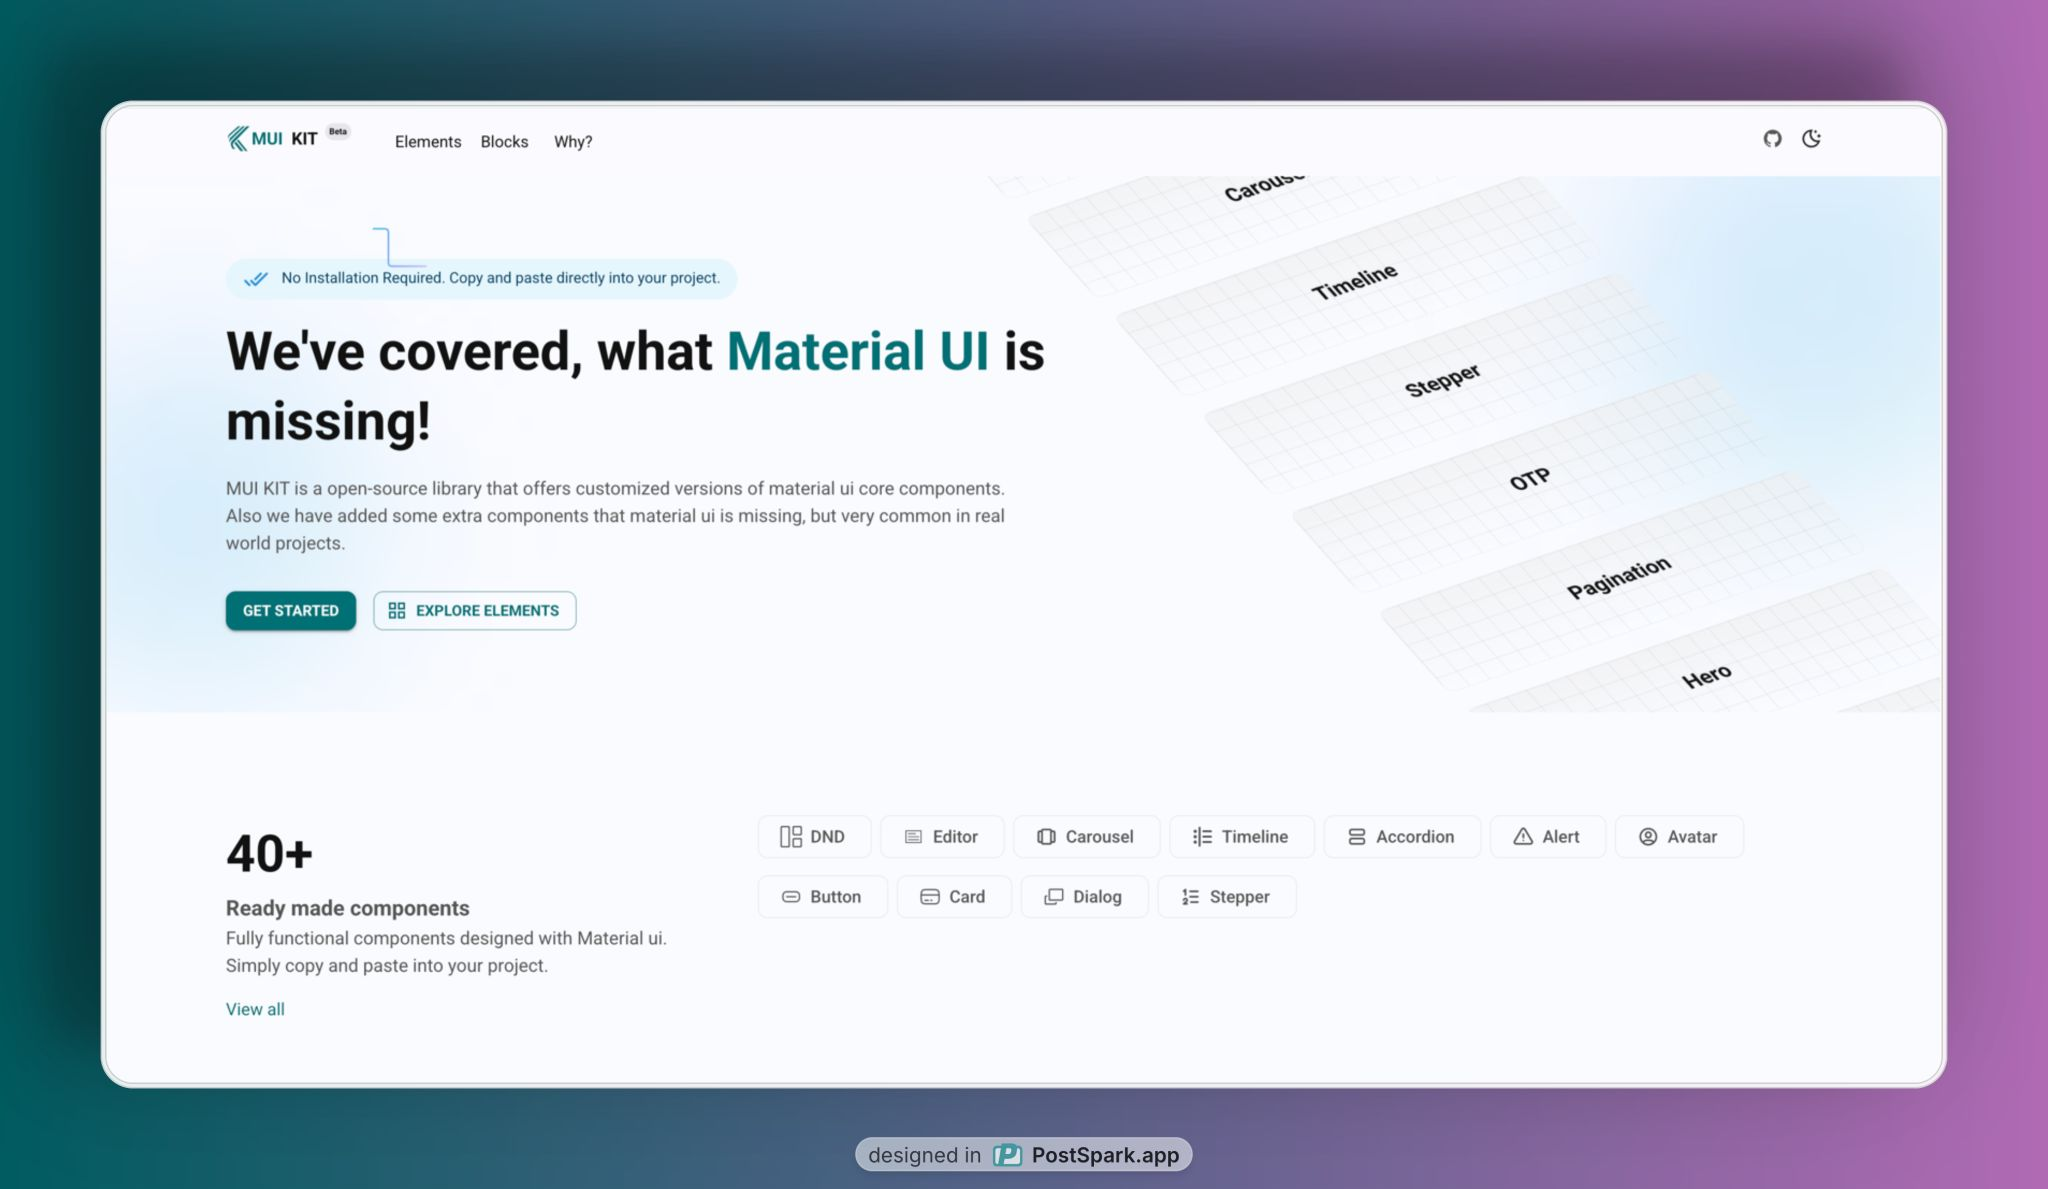 MUI KIT Beta
Elements Blocks Why?
No Installation Required. Copy and paste directly into your project.
We've covered, what Material UI is
missing!
MUI KIT is a open-source library that offers customized versions of material ui core components.
Also we have added some extra components that material ui is missing, but very common in real
world projects.
GET STARTED
EXPLORE ELEMENTS
Timeline
Stepper
OTP
Pagination
Hero
40+
Ready made components
Fully functional components designed with Material ui.
Simply copy and paste into your project.
View all
DND Editor Carousel Timeline Accordion Alert Avatar
Button Card Dialog Stepper
designed in PostSpark.app